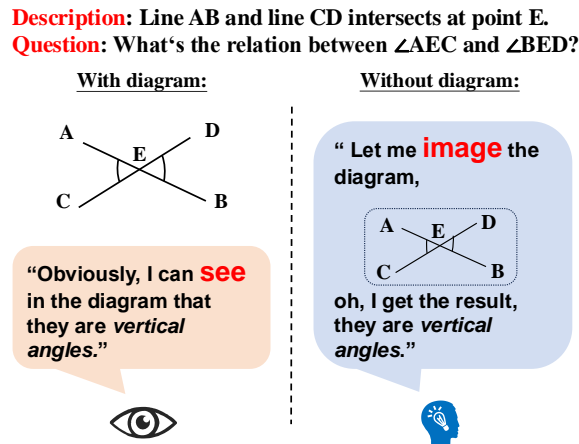 Description: Line AB and line CD intersects at point E.
Question: What‘s the relation between ∠AEC and ∠BED?
With diagram:
Without diagram:
A
D
E
C
B
“Obviously, I can see
in the diagram that
they are vertical
angles.”
“ Let me image the
diagram,
A
D
E
C
B
oh, I get the result,
they are vertical
angles.”